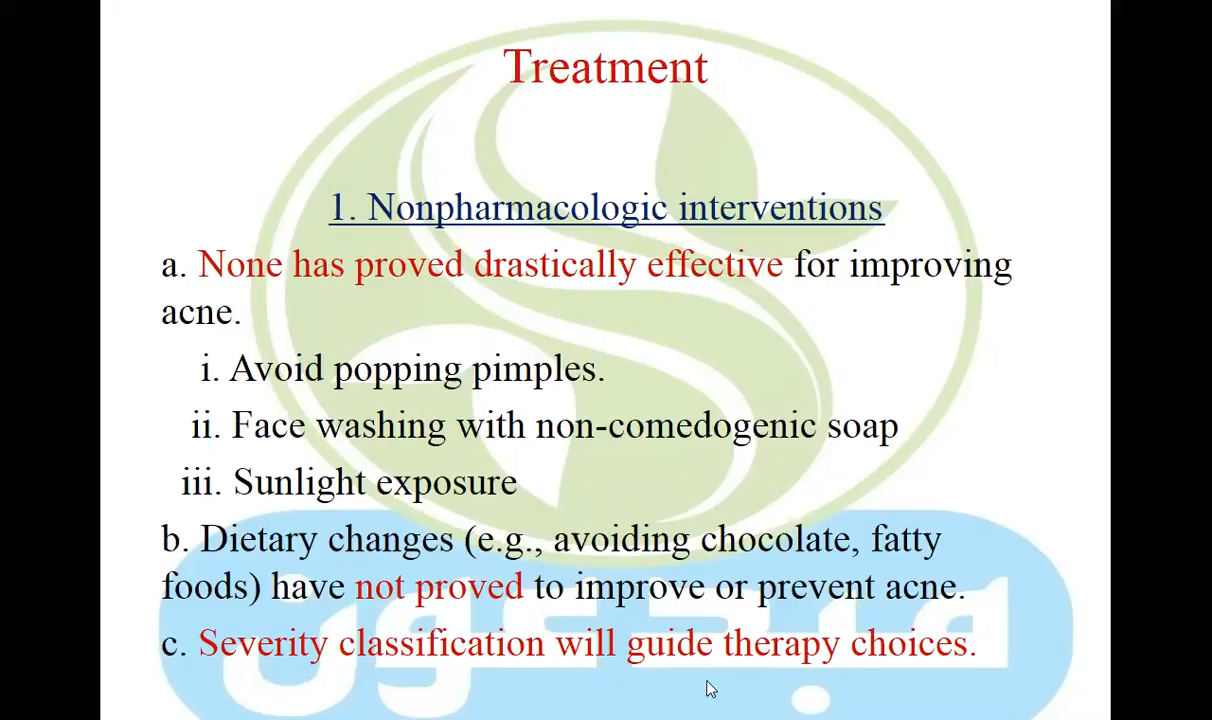 Treatment
1. Nonpharmacologic interventions
a. None has proved drastically effective for improving
acne.
i. Avoid popping pimples.
ii. Face washing with non-comedogenic soap
iii. Sunlight exposure
b. Dietary changes (e.g., avoiding chocolate, fatty
foods) have not proved to improve or prevent acne.
c. Severity classification will guide therapy choices.
مبدعون